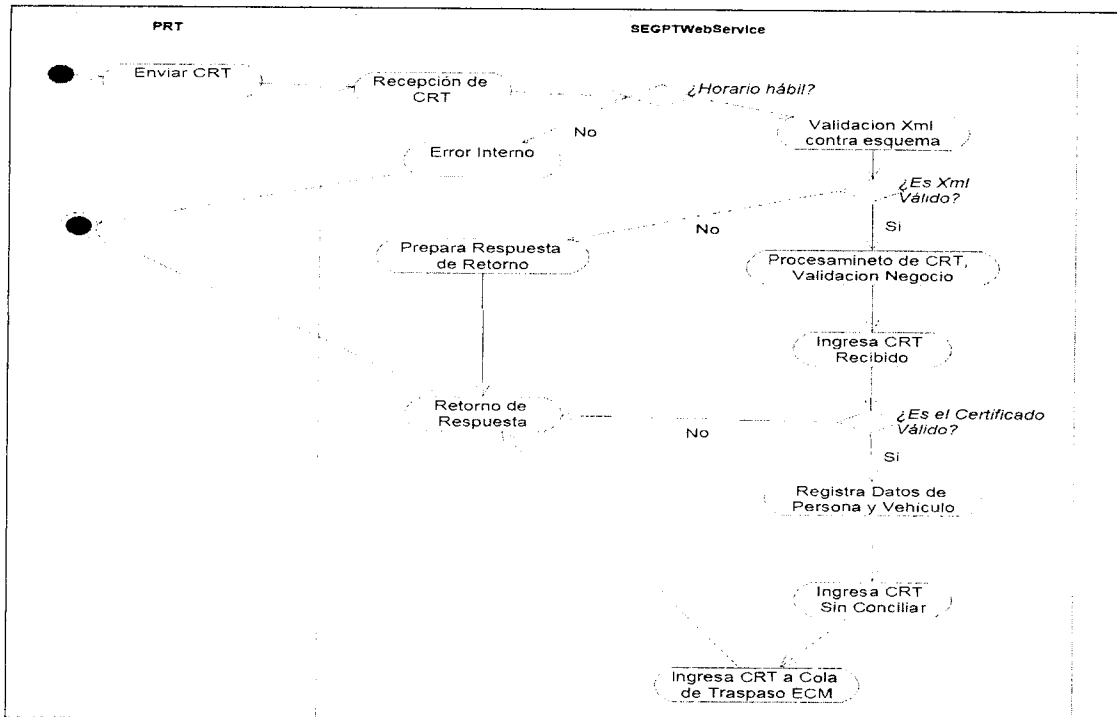 PRT
SEGPTWebService
Enviar CRT
Recepción de
CRT
¿Horario hábil?
Validacion Xml
contra esquema
No
Error Interno
¿Es Xml
Válido?
No
Si
Prepara Respuesta
de Retorno
Procesamineto de CRT,
Validacion Negocio
Ingresa CRT
Recibido
Retorno de
Respuesta
¿Es el Certificado
Válido?
No
Si
Registra Datos de
Persona y Vehiculo
Ingresa CRT
Sin Conciliar
Ingresa CRT a Cola
de Traspaso ECM